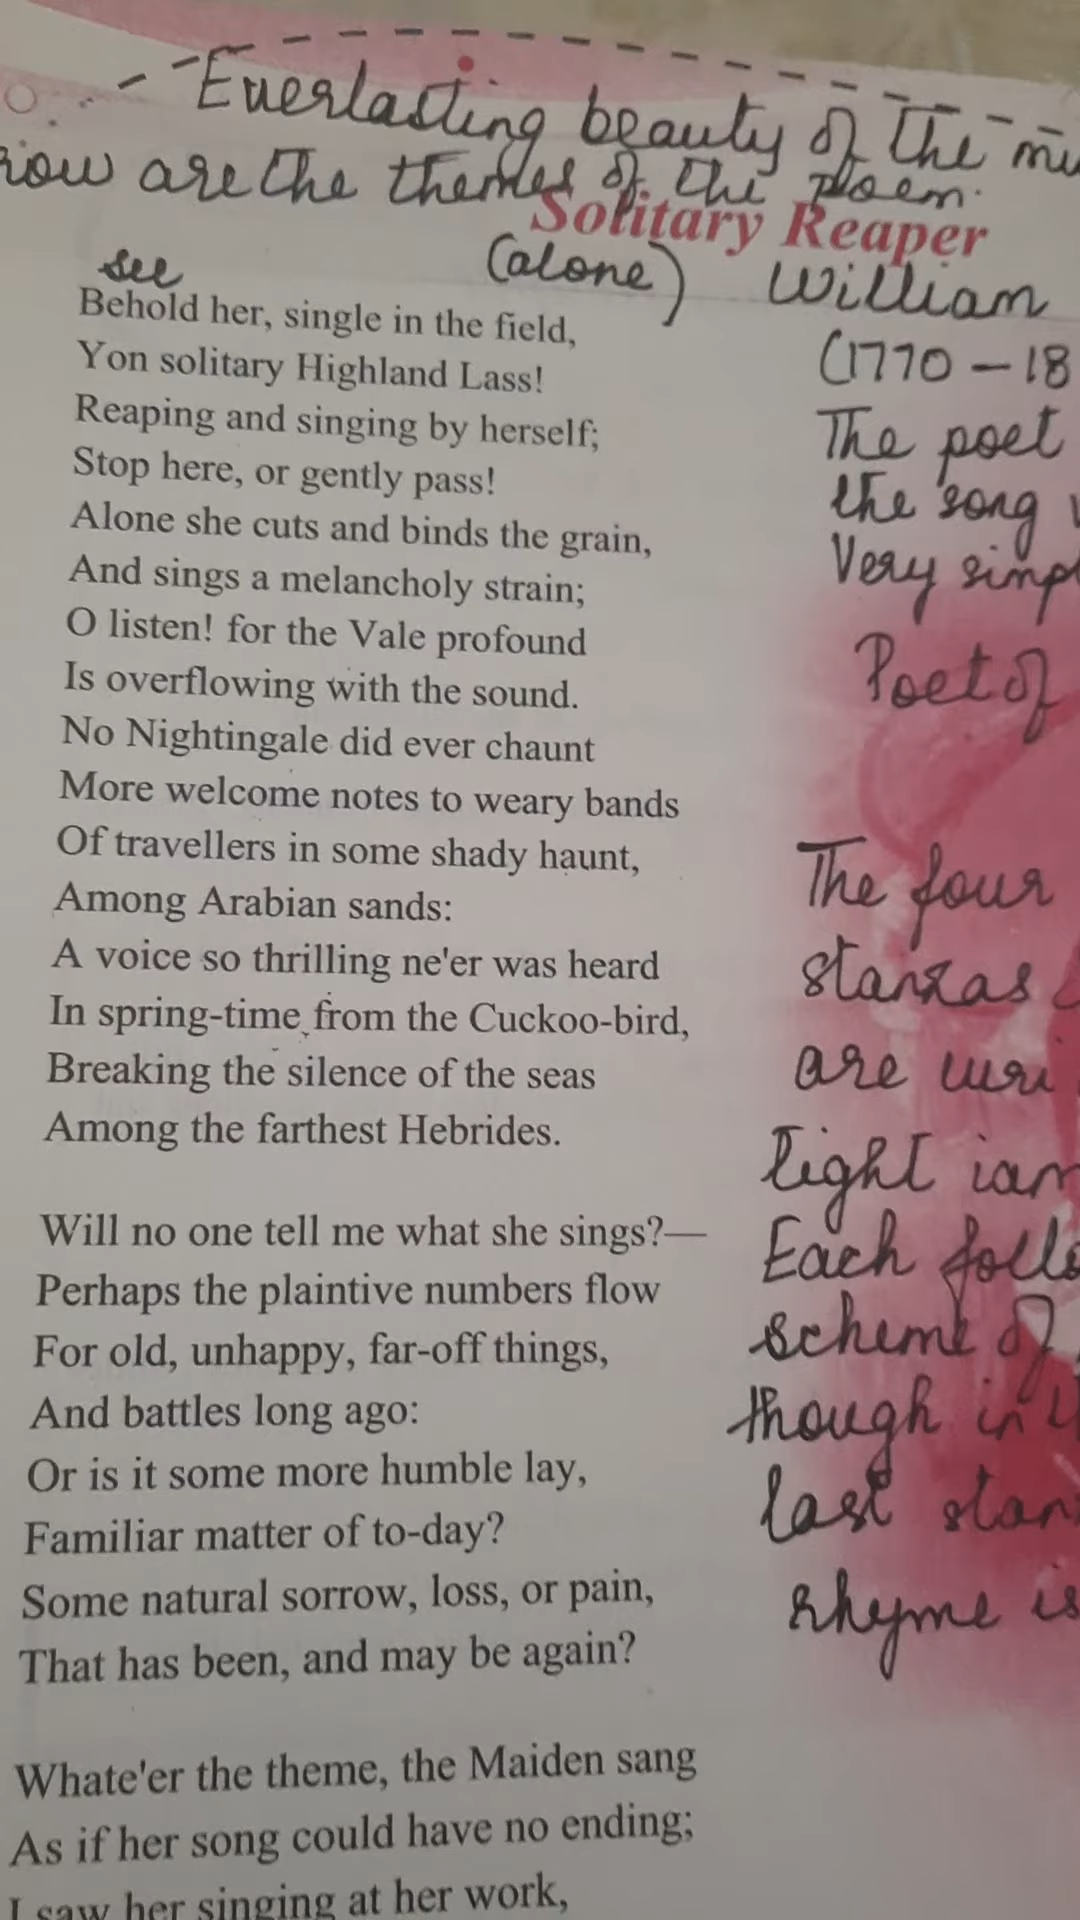 Everlasting beauty of the
are the themes of the poem.
Solitary Reaper
see
(alone)
William
Behold her, single in the field,
(1770 - 18
Yon solitary Highland Lass!
Reaping and singing by herself;
The poet
Stop here, or gently pass!
the song
Alone she cuts and binds the grain,
Very
And sings a melancholy strain;
O listen! for the Vale profound
Poet of
Is overflowing with the sound.
No Nightingale did ever chaunt
More welcome notes to weary bands
Of travellers in some shady haunt,
The four
Among Arabian sands:
A voice so thrilling ne'er was heard
stanzas
In spring-time from the Cuckoo-bird,
Breaking the silence of the seas
are
Among the farthest Hebrides.
Will no one tell me what she sings?—
Each
Perhaps the plaintive numbers flow
For old, unhappy, far-off things,
scheme of
And battles long ago:
though in
Or is it some more humble lay,
last
Familiar matter of to-day?
Some natural sorrow, loss, or pain,
rhyme is
That has been, and may be again?
Whate'er the theme, the Maiden sang
As if her song could have no ending;
I saw her singing at her work,